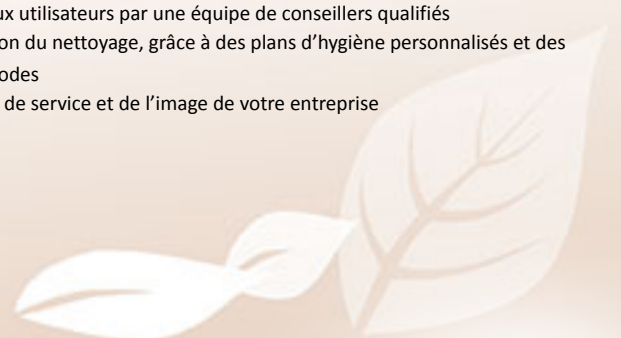 ux utilisateurs par une équipe de conseillers qualifiés
on du nettoyage, grâce à des plans d’hygiène personnalisés et des
odes
de service et de l’image de votre entreprise